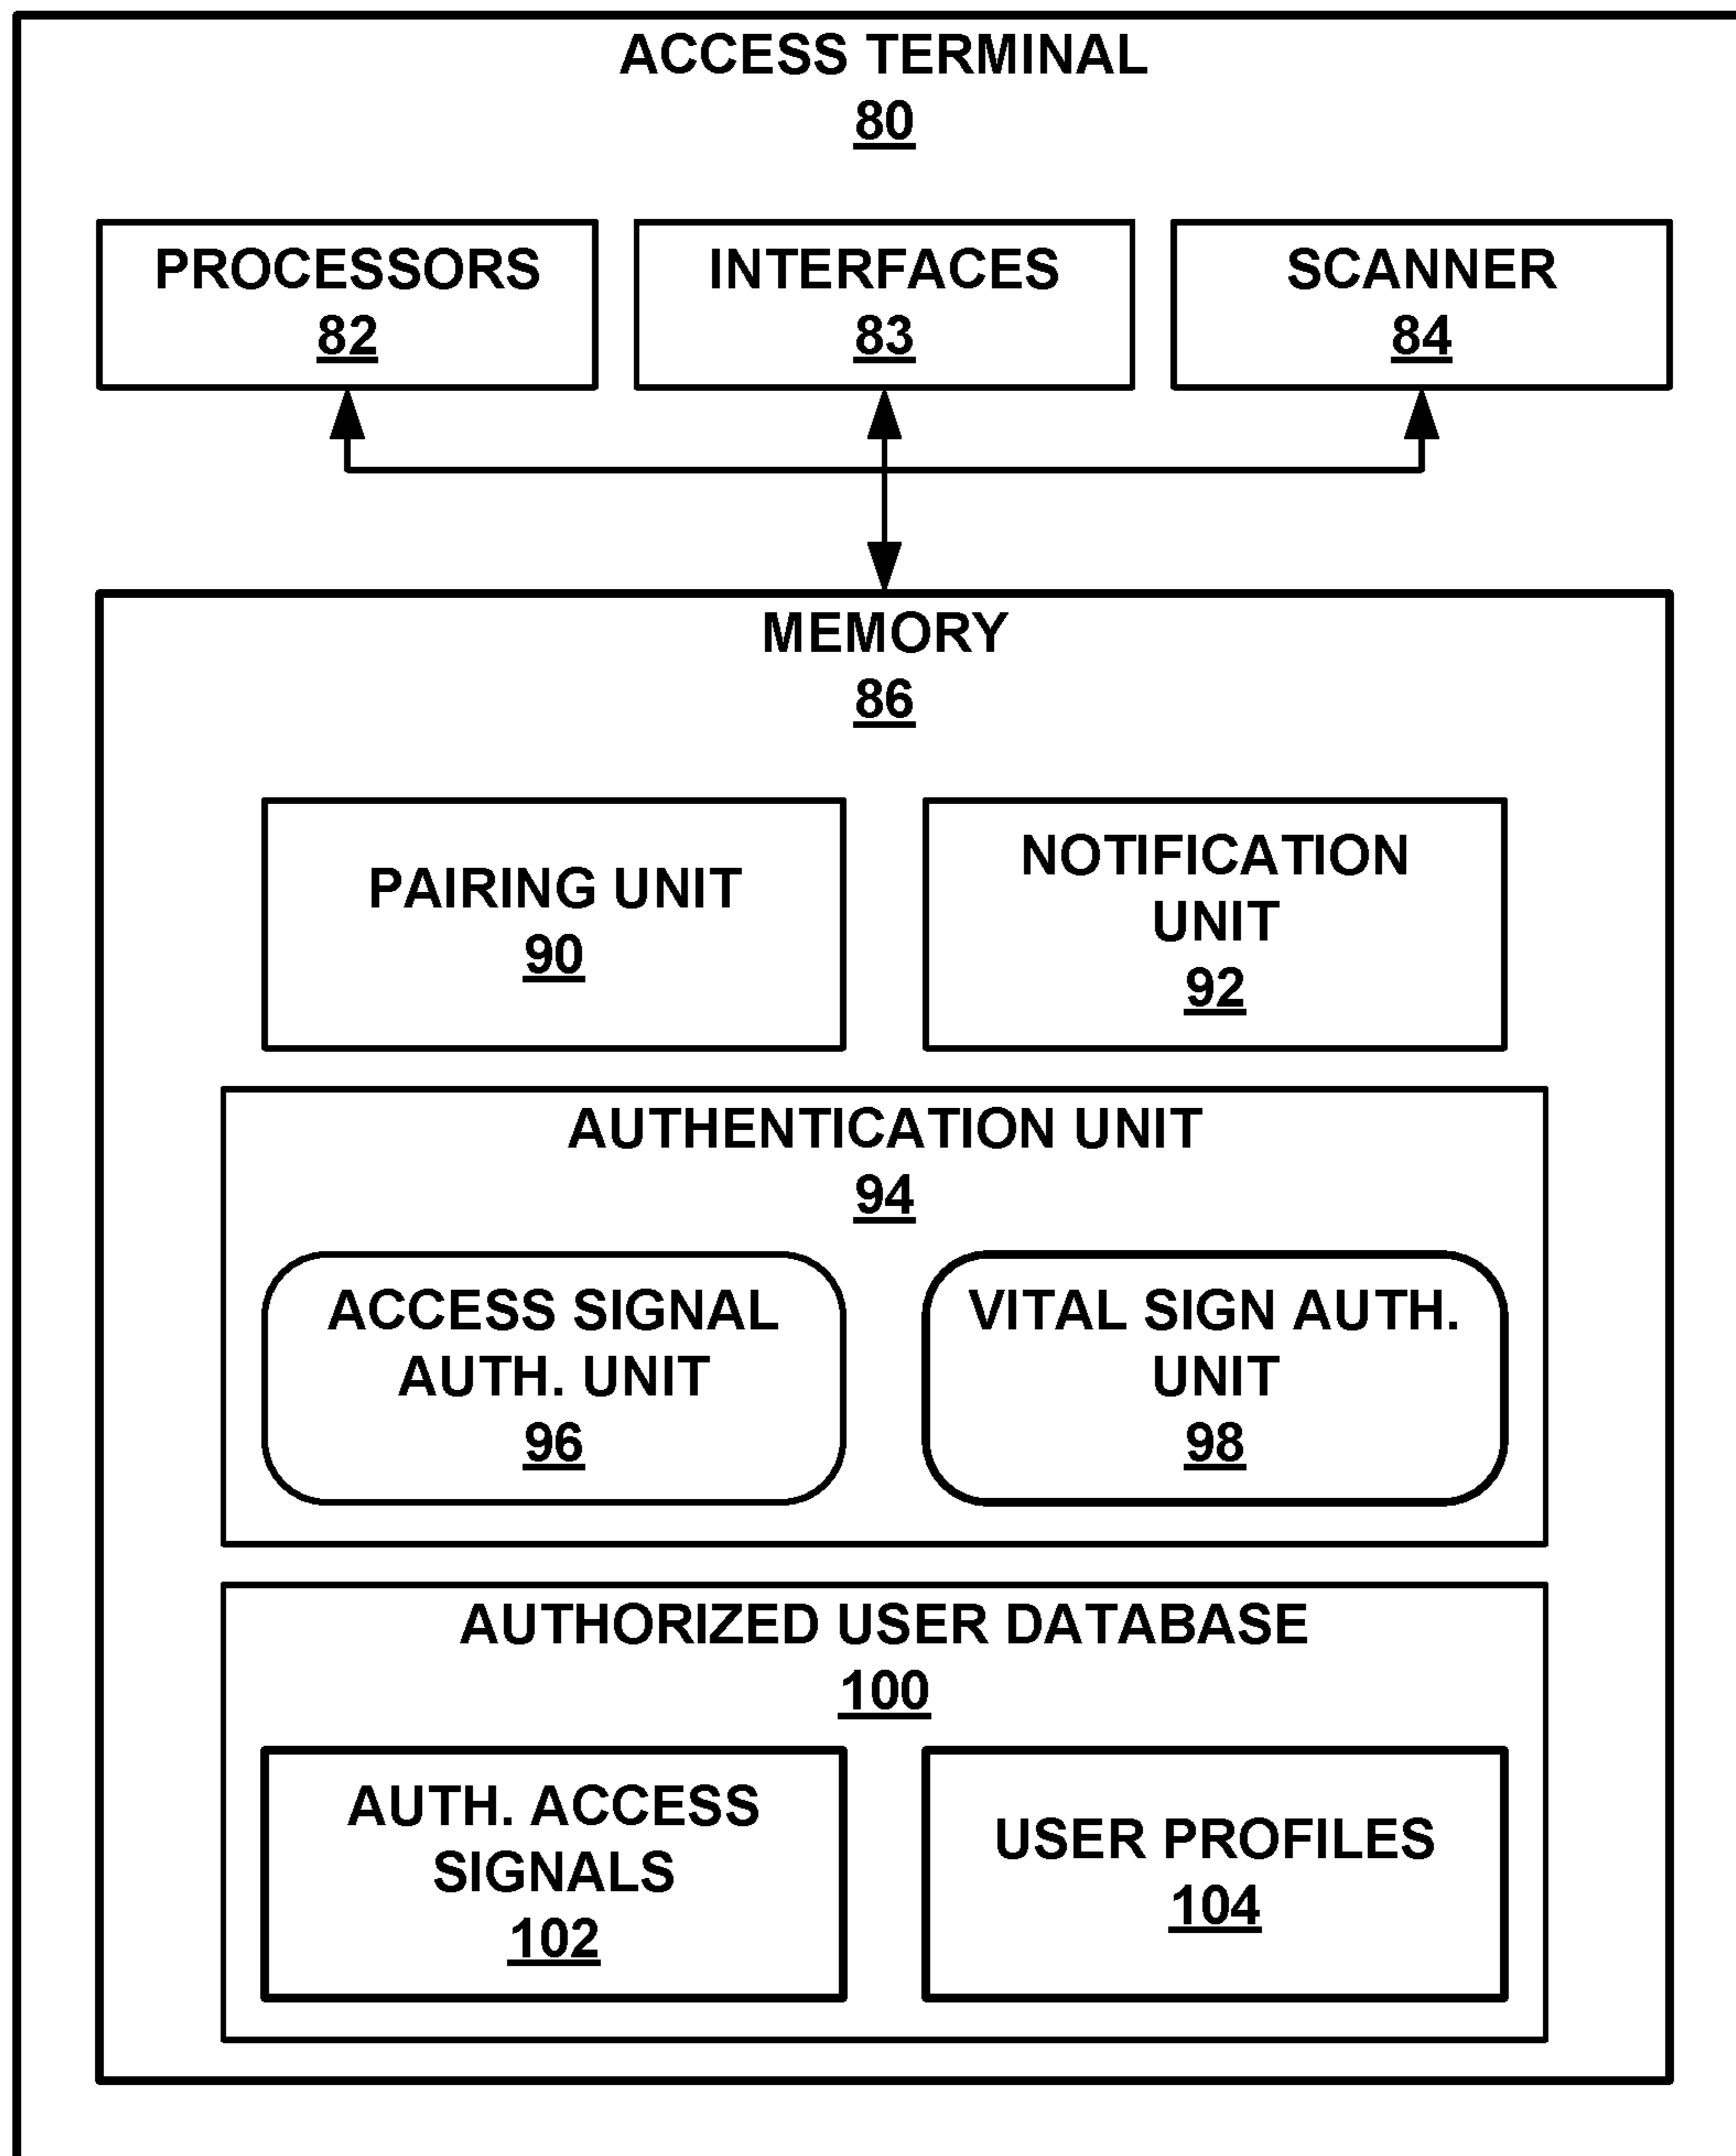 ACCESS TERMINAL
80
PROCESSORS
82
INTERFACES
83
SCANNER
84
MEMORY
86
PAIRING UNIT
90
NOTIFICATION
UNIT
92
AUTHENTICATION UNIT
94
ACCESS SIGNAL
AUTH. UNIT
96
VITAL SIGN AUTH.
UNIT
98
AUTHORIZED USER DATABASE
100
AUTH. ACCESS
SIGNALS
102
USER PROFILES
104